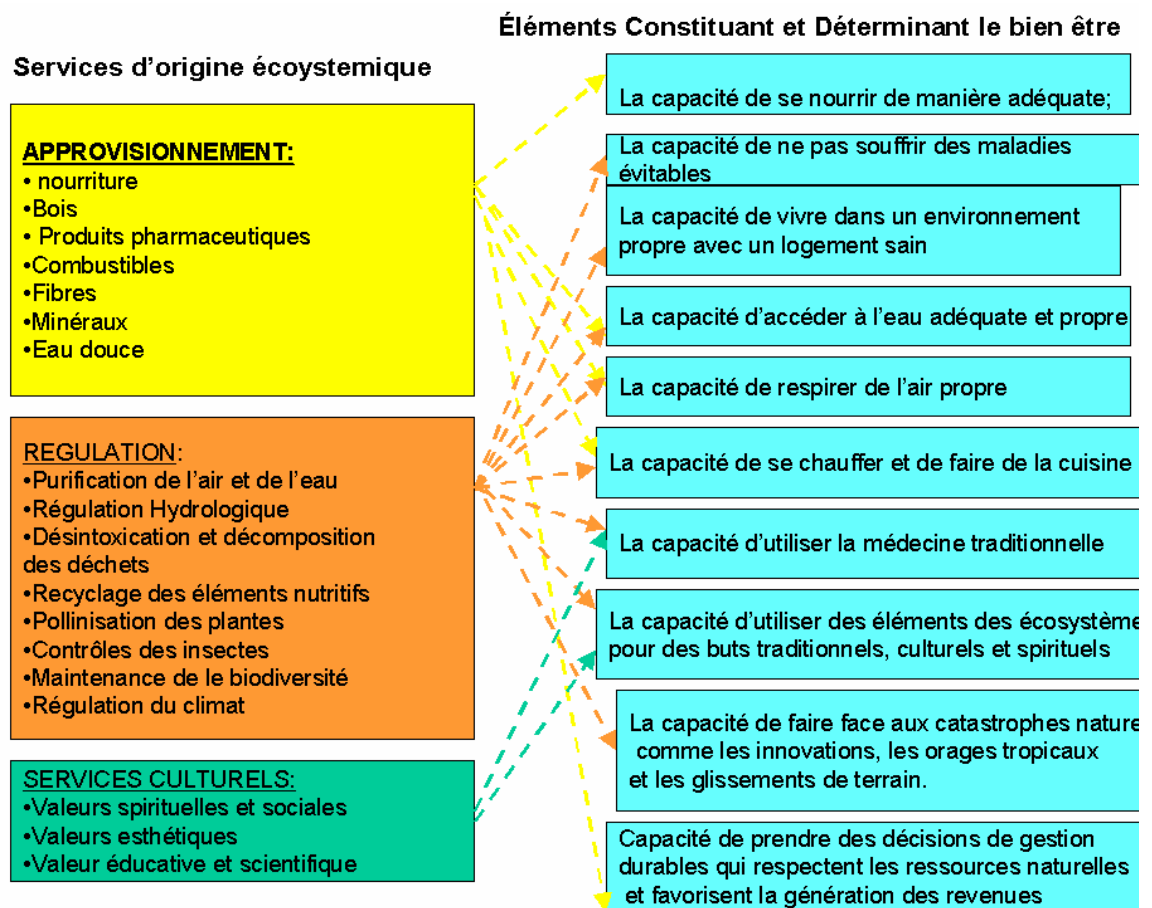 Éléments Constituant et Déterminant le bien être
Services d'origine écoystemique
APPROVISIONNEMENT:
• nourriture
•Bois
• Produits pharmaceutiques
•Combustibles
•Fibres
•Minéraux
•Eau douce
REGULATION:
•Purification de l'air et de l'eau
•Régulation Hydrologique
•Désintoxication et décomposition
des déchets
•Recyclage des éléments nutritifs
•Pollinisation des plantes
•Contrôles des insectes
•Maintenance de le biodiversité
•Régulation du climat
SERVICES CULTURELS:
•Valeurs spirituelles et sociales
•Valeurs esthétiques
•Valeur éducative et scientifique
La capacité de se nourrir de manière adéquate;
La capacité de ne pas souffrir des maladies
évitables
La capacité de vivre dans un environnement
propre avec un logement sain
La capacité d'accéder à l'eau adéquate et propre
La capacité de respirer de l'air propre
La capacité de se chauffer et de faire de la cuisine
La capacité d'utiliser la médecine traditionnelle
La capacité d'utiliser des éléments des écosystème
pour des buts traditionnels, culturels et spirituels
La capacité de faire face aux catastrophes nature
comme les innovations, les orages tropicaux
et les glissements de terrain.
Capacité de prendre des décisions de gestion
durables qui respectent les ressources naturelles
et favorisent la génération des revenues